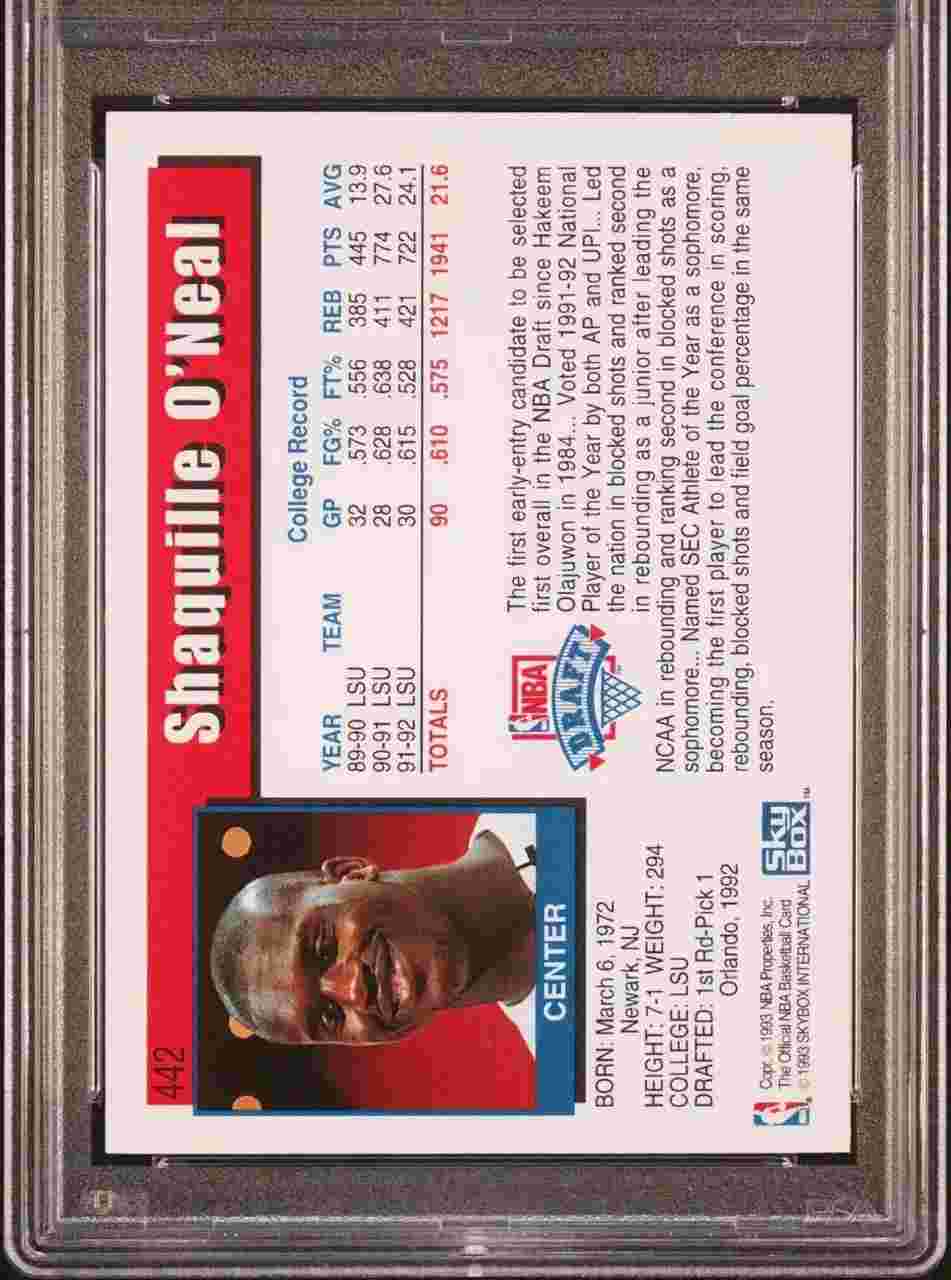 442
Shaquille O'Neal
CENTER
College Record
YEAR TEAM GP FG% FT% REB PTS AVG
89-90 LSU 32 .573 .556 385 445 13.9
90-91 LSU 28 .628 .638 411 774 27.6
91-92 LSU 30 .615 .528 421 722 24.1
TOTALS 90 .610 .575 1217 1941 21.6
NBA
DRAFT
The first early-entry candidate to be selected
first overall in the NBA Draft since Hakeem
Olajuwon in 1984... Voted 1991-92 National
Player of the Year by both AP and UPI... Led
the nation in blocked shots and ranked second
in rebounding as a junior after leading the
NCAA in rebounding and ranking second in blocked shots as a
sophomore... Named SEC Athlete of the Year as a sophomore,
becoming the first player to lead the conference in scoring,
rebounding, blocked shots and field goal percentage in the same
season.
BORN: March 6, 1972
Newark, NJ
HEIGHT: 7-1 WEIGHT: 294
COLLEGE: LSU
DRAFTED: 1st Rd-Pick 1
Orlando, 1992
Copr. © 1993 NBA Properties, Inc.
The Official NBA Basketball Card
© 1993 SKYBOX INTERNATIONAL
SkyBox™